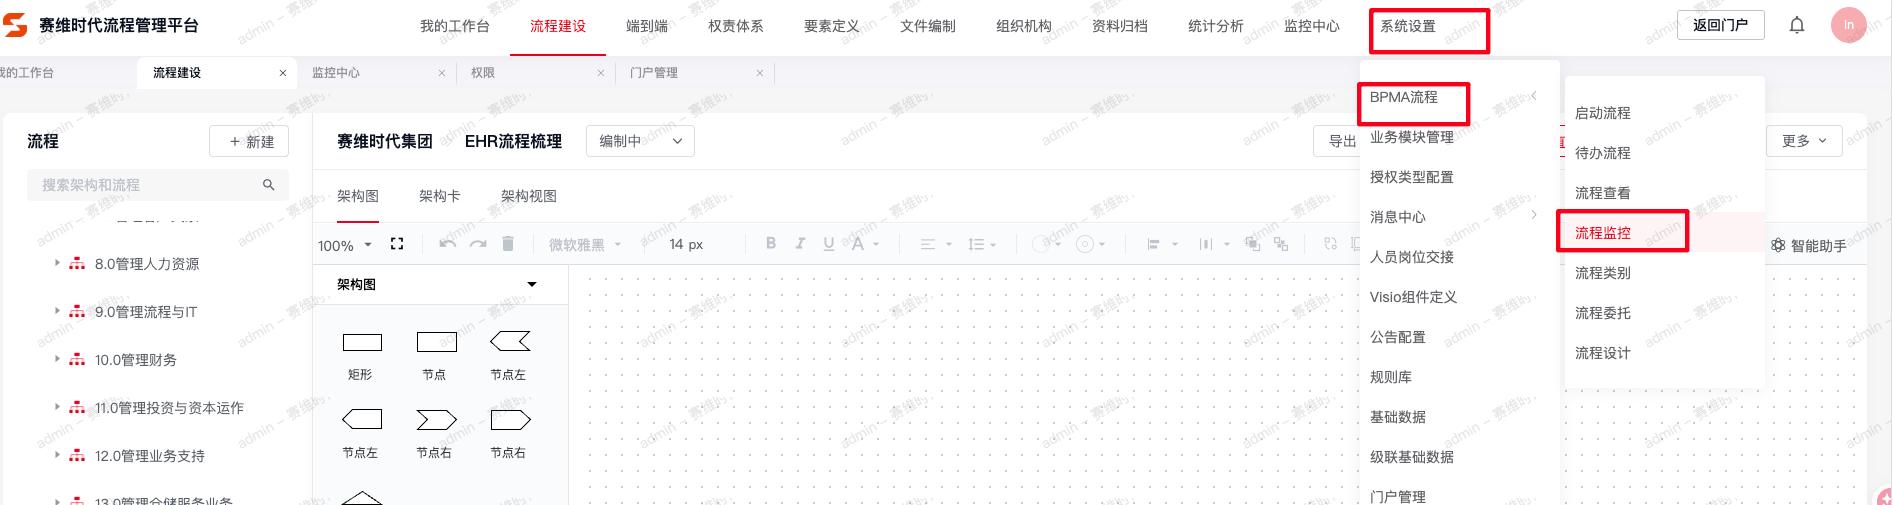 赛维时代流程管理平台
我的工作台 流程建设 端到端 权责体系 要素定义 文件编制 组织机构 资料归档 统计分析 监控中心 系统设置 返回门户 In
我的工作台 流程建设 监控中心 权限 门户管理
流程
+ 新建
搜索架构和流程
8.0管理人力资源
9.0管理流程与IT
10.0管理财务
11.0管理投资与资本运作
12.0管理业务支持
13.0管理仓储服务业务
赛维时代集团 EHR流程梳理 编制中 导出 更多
架构图 架构卡 架构视图
100% 微软雅黑 14 px B I U A 智能助手
架构图
矩形 节点 节点左
节点左 节点右 节点右
BPMA流程
业务模块管理
授权类型配置
消息中心
人员岗位交接
Visio组件定义
公告配置
规则库
基础数据
级联基础数据
门户管理
启动流程
待办流程
流程查看
流程监控
流程类别
流程委托
流程设计
admin – 赛维时